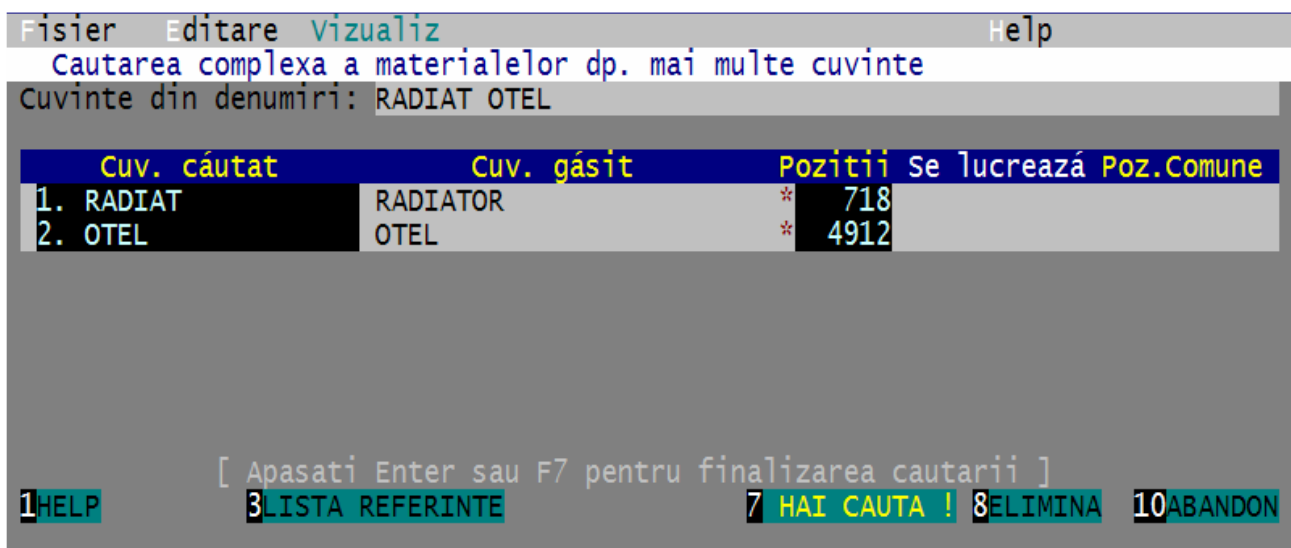 Fisier Editare Vizualiz Help
Cautarea complexa a materialelor dp. mai multe cuvinte
Cuvinte din denumiri: RADIAT OTEL
Cuv. cáutat Cuv. gásit Pozitii Se lucreazá Poz.Comune
1. RADIAT RADIATOR * 718
2. OTEL OTEL * 4912
[ Apasati Enter sau F7 pentru finalizarea cautarii ]
1HELP 3LISTA REFERINTE 7 HAI CAUTA ! 8ELIMINA 10ABANDON